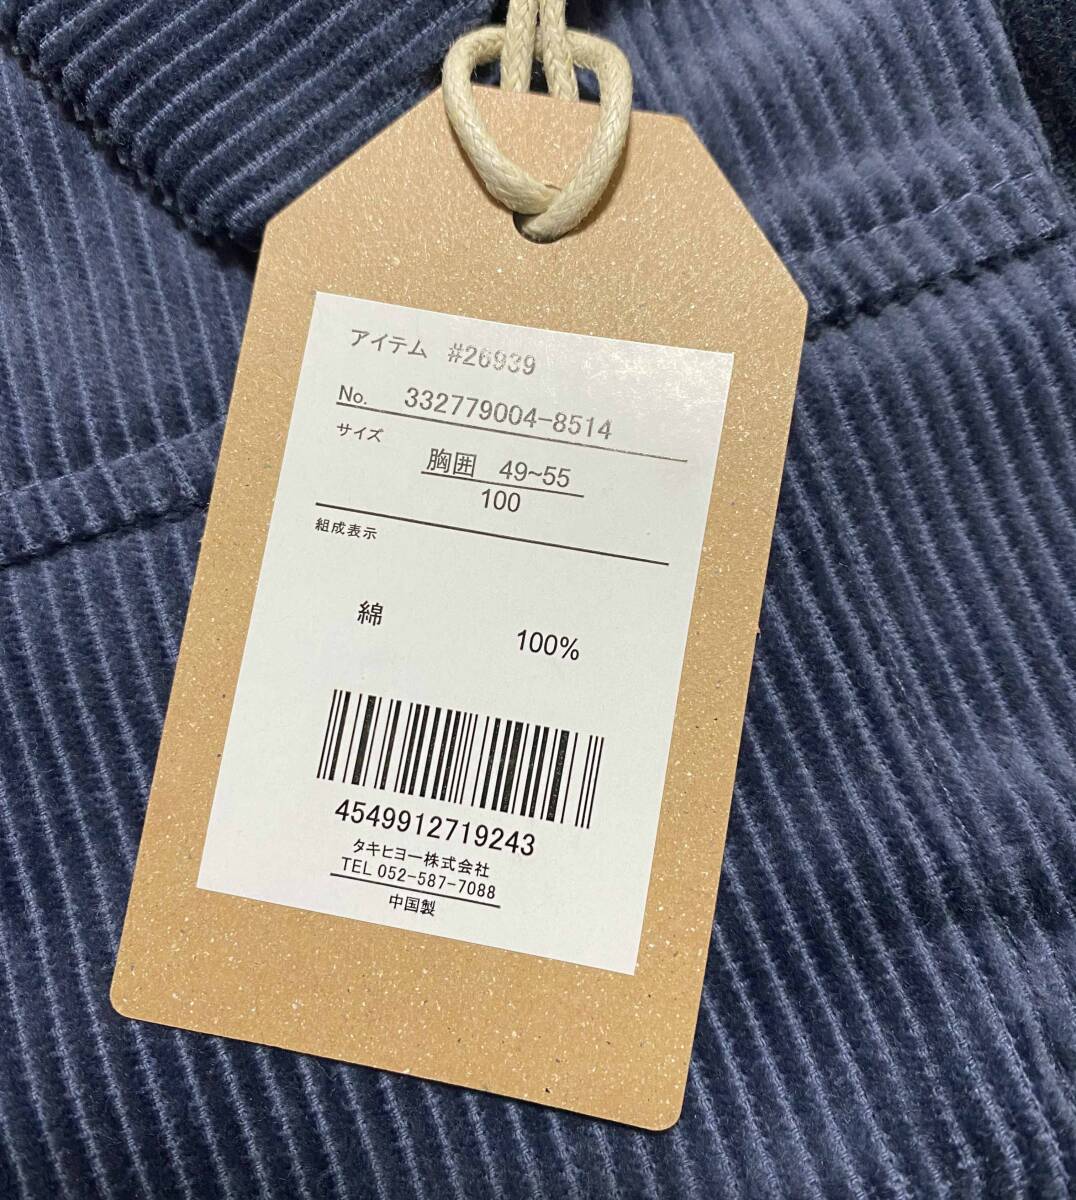 アイテム #26939
No. 332779004-8514
サイズ
胸囲 49~55
100
組成表示
綿 100%
4549912719243
タキヒヨー株式会社
TEL 052-587-7088
中国製